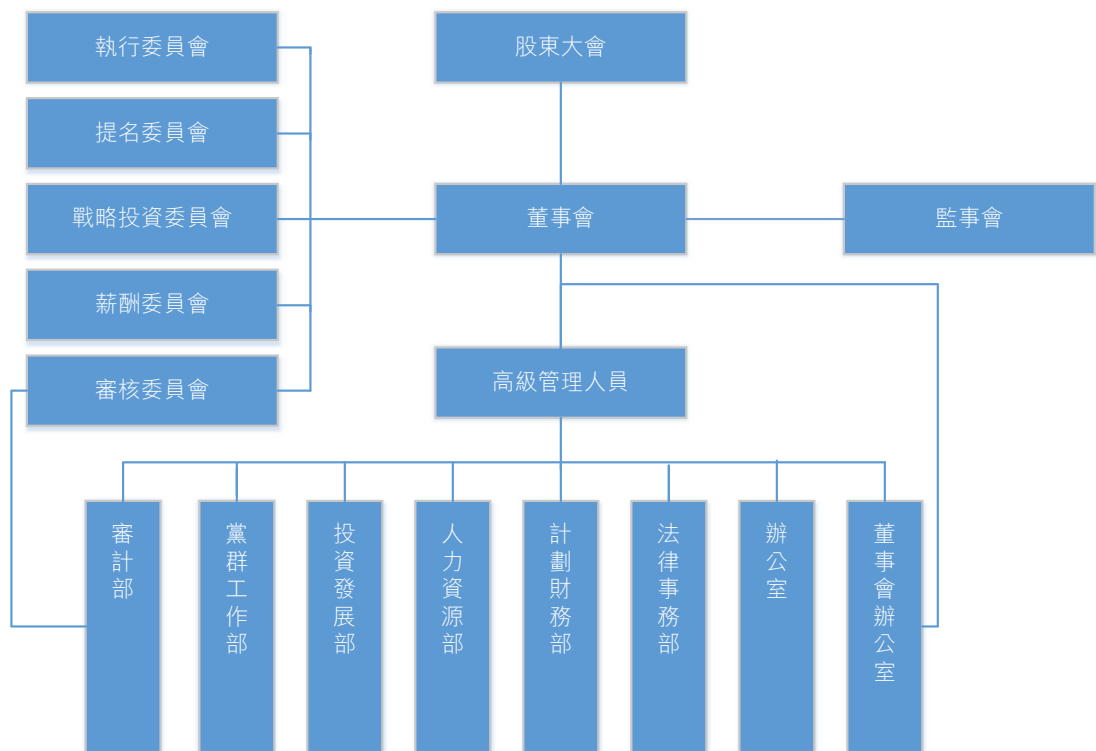 執行委員會
股東大會
提名委員會
戰略投資委員會
董事會
監事會
薪酬委員會
審核委員會
高級管理人員
審計部
黨群工作部
投資發展部
人力資源部
計劃財務部
法律事務部
辦公室
董事會辦公室